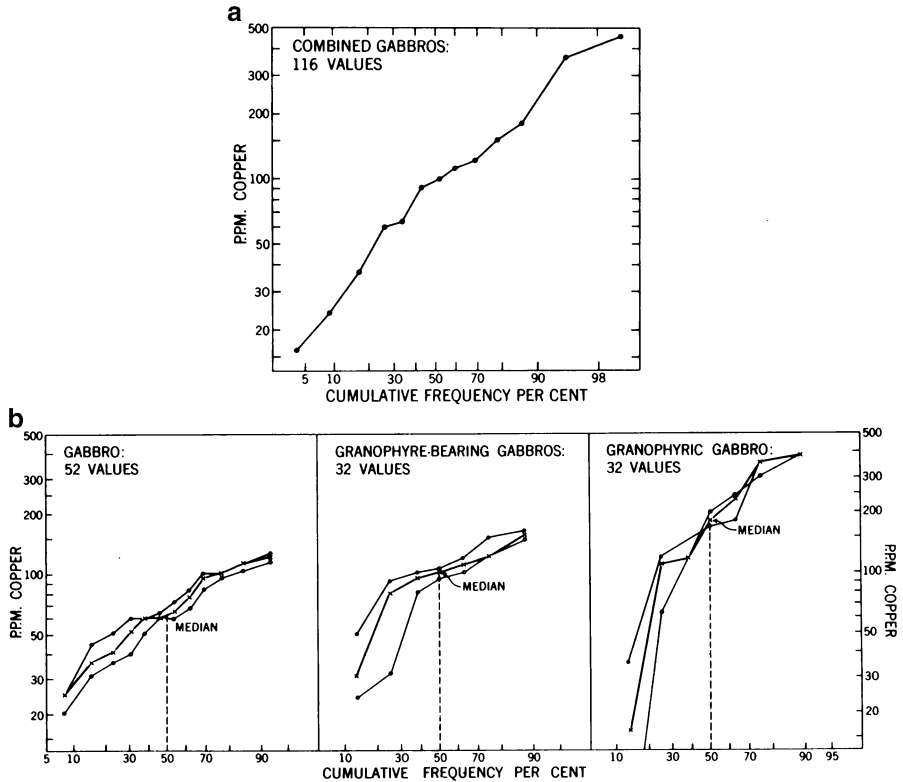 a
500
300
200
100
50
30
20
P.P.M. COPPER
COMBINED GABBROS:
116 VALUES
5 10 30 50 70 90 98
CUMULATIVE FREQUENCY PER CENT
b
500
300
200
100
50
30
20
P.P.M. COPPER
GABBRO:
52 VALUES
MEDIAN
GRANOPHYRE-BEARING GABBROS:
32 VALUES
MEDIAN
GRANOPHYRIC GABBRO:
32 VALUES
MEDIAN
500
300
200
100
50
30
20
P.P.M. COPPER
5 10 30 50 70 90 10 30 50 70 90 10 30 50 70 90 95
CUMULATIVE FREQUENCY PER CENT